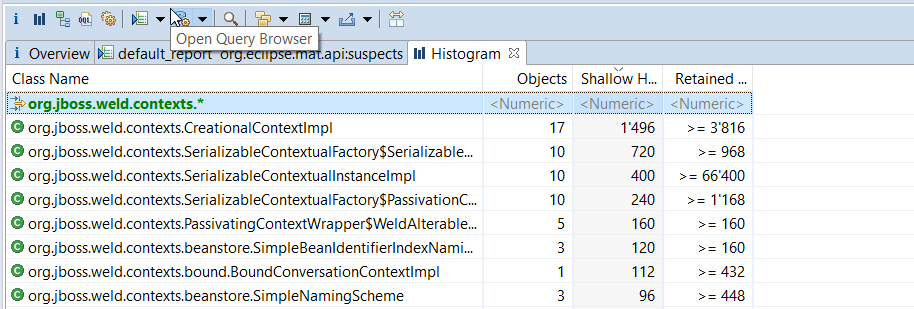 i OQL
Open Query Browser
i Overview default_report org.eclipse.mat.api:suspects Histogram
Class Name Objects Shallow H... Retained ...
org.jboss.weld.contexts.* <Numeric> <Numeric> <Numeric>
C org.jboss.weld.contexts.CreationalContextImpl 17 1'496 >= 3'816
C org.jboss.weld.contexts.SerializableContextualFactory$Serializable... 10 720 >= 968
C org.jboss.weld.contexts.SerializableContextualInstanceImpl 10 400 >= 66'400
C org.jboss.weld.contexts.SerializableContextualFactory$PassivationC... 10 240 >= 1'168
C org.jboss.weld.contexts.PassivatingContextWrapper$WeldAlterable... 5 160 >= 160
C org.jboss.weld.contexts.beanstore.SimpleBeanIdentifierIndexNami... 3 120 >= 160
C org.jboss.weld.contexts.bound.BoundConversationContextImpl 1 112 >= 432
C org.jboss.weld.contexts.beanstore.SimpleNamingScheme 3 96 >= 448